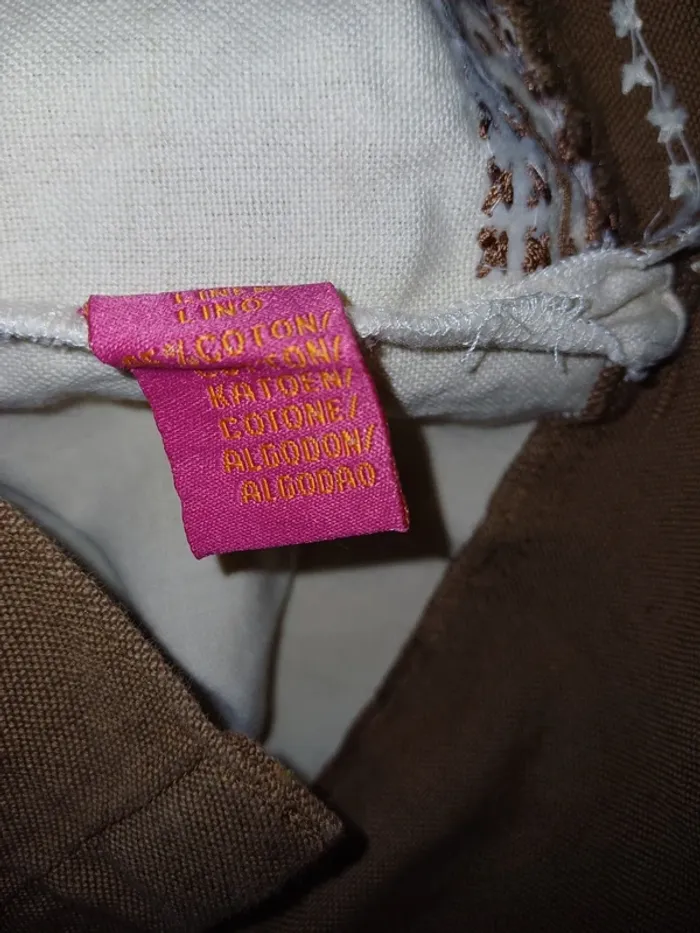 LINO
COTON/
KATOEN/
COTONE/
ALGODON/
ALGODAO